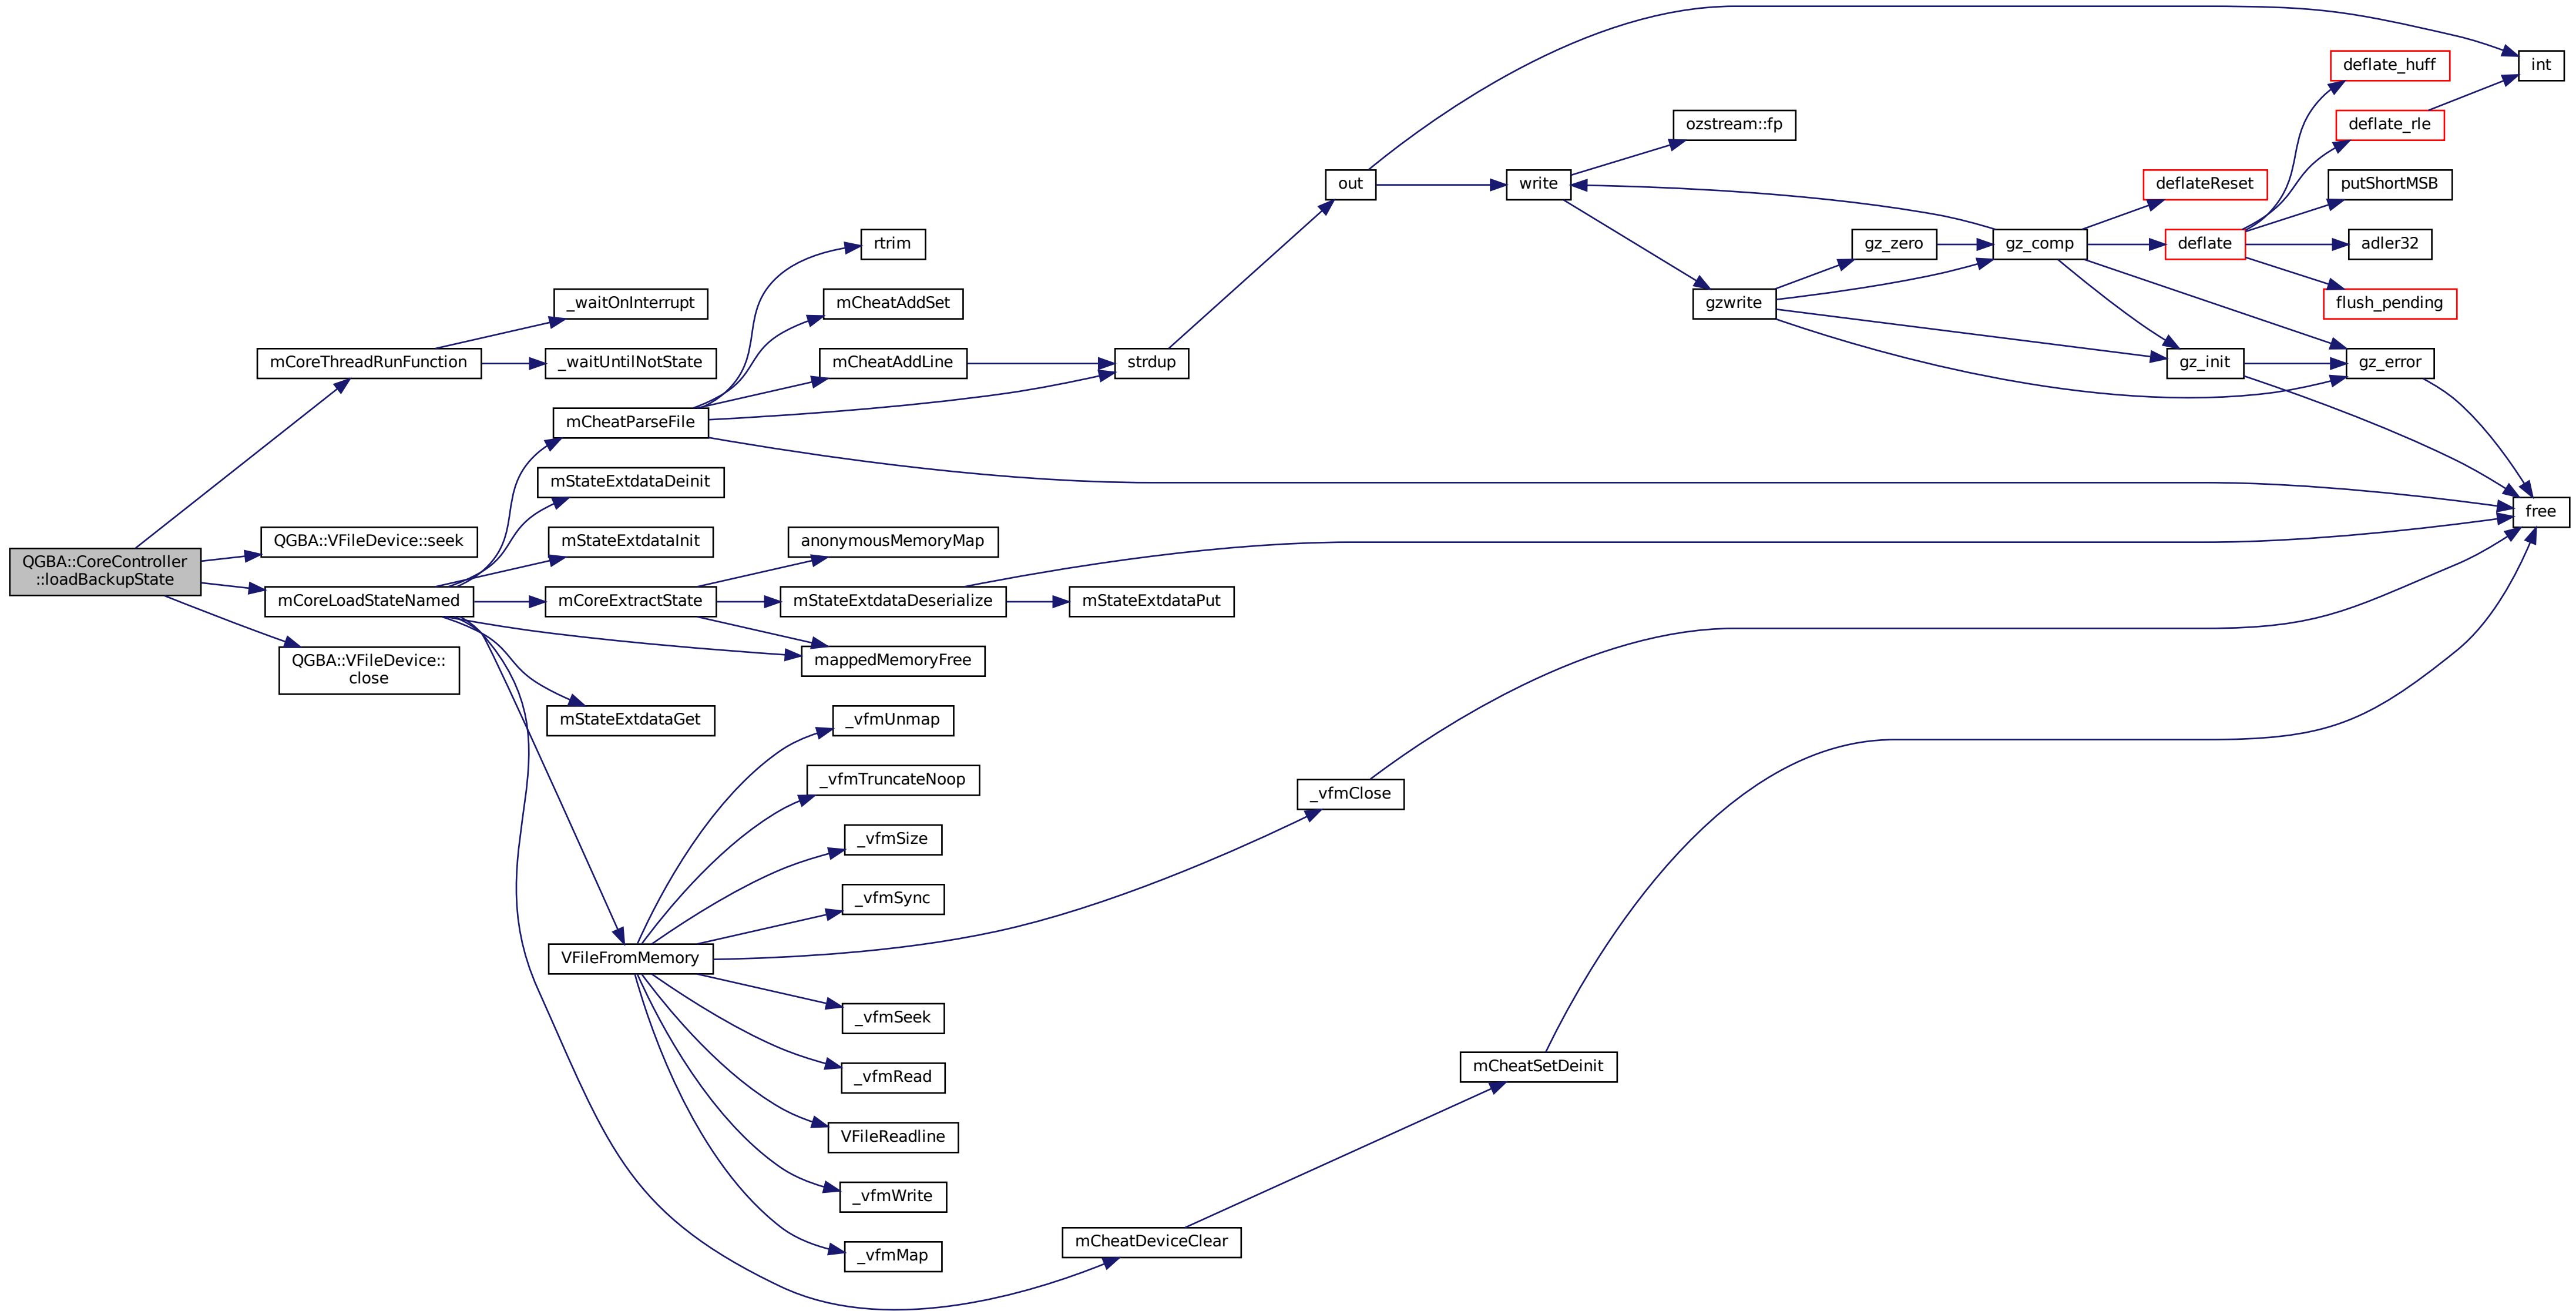 QGBA::CoreController
::loadBackupState
mCoreThreadRunFunction
_waitOnInterrupt
_waitUntilNotState
QGBA::VFileDevice::seek
mCoreLoadStateNamed
QGBA::VFileDevice::
close
mCheatParseFile
rtrim
mCheatAddSet
mCheatAddLine
strdup
out
int
write
ozstream::fp
gzwrite
gz_zero
gz_comp
deflateReset
deflate
deflate_huff
deflate_rle
putShortMSB
adler32
flush_pending
gz_init
gz_error
free
mStateExtdataDeinit
mStateExtdataInit
mCoreExtractState
anonymousMemoryMap
mStateExtdataDeserialize
mStateExtdataPut
mappedMemoryFree
mStateExtdataGet
VFileFromMemory
_vfmUnmap
_vfmTruncateNoop
_vfmSize
_vfmSync
_vfmClose
_vfmSeek
_vfmRead
VFileReadline
_vfmWrite
_vfmMap
mCheatDeviceClear
mCheatSetDeinit